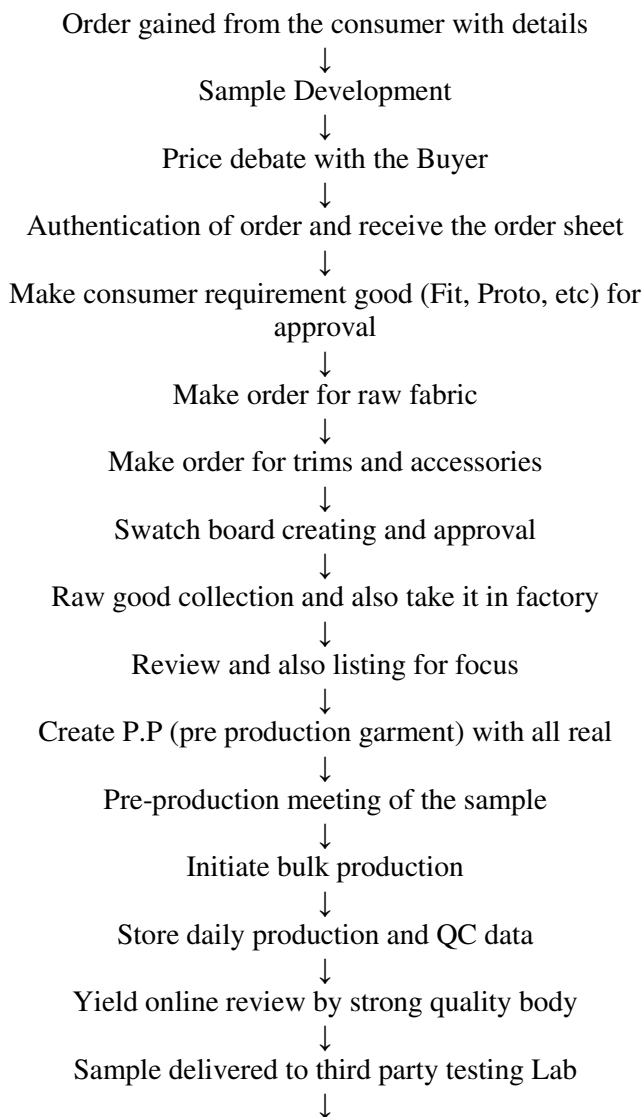 Order gained from the consumer with details
↓
Sample Development
↓
Price debate with the Buyer
↓
Authentication of order and receive the order sheet
↓
Make consumer requirement good (Fit, Proto, etc) for
approval
↓
Make order for raw fabric
↓
Make order for trims and accessories
↓
Swatch board creating and approval
↓
Raw good collection and also take it in factory
↓
Review and also listing for focus
↓
Create P.P (pre production garment) with all real
↓
Pre-production meeting of the sample
↓
Initiate bulk production
↓
Store daily production and QC data
↓
Yield online review by strong quality body
↓
Sample delivered to third party testing Lab
↓